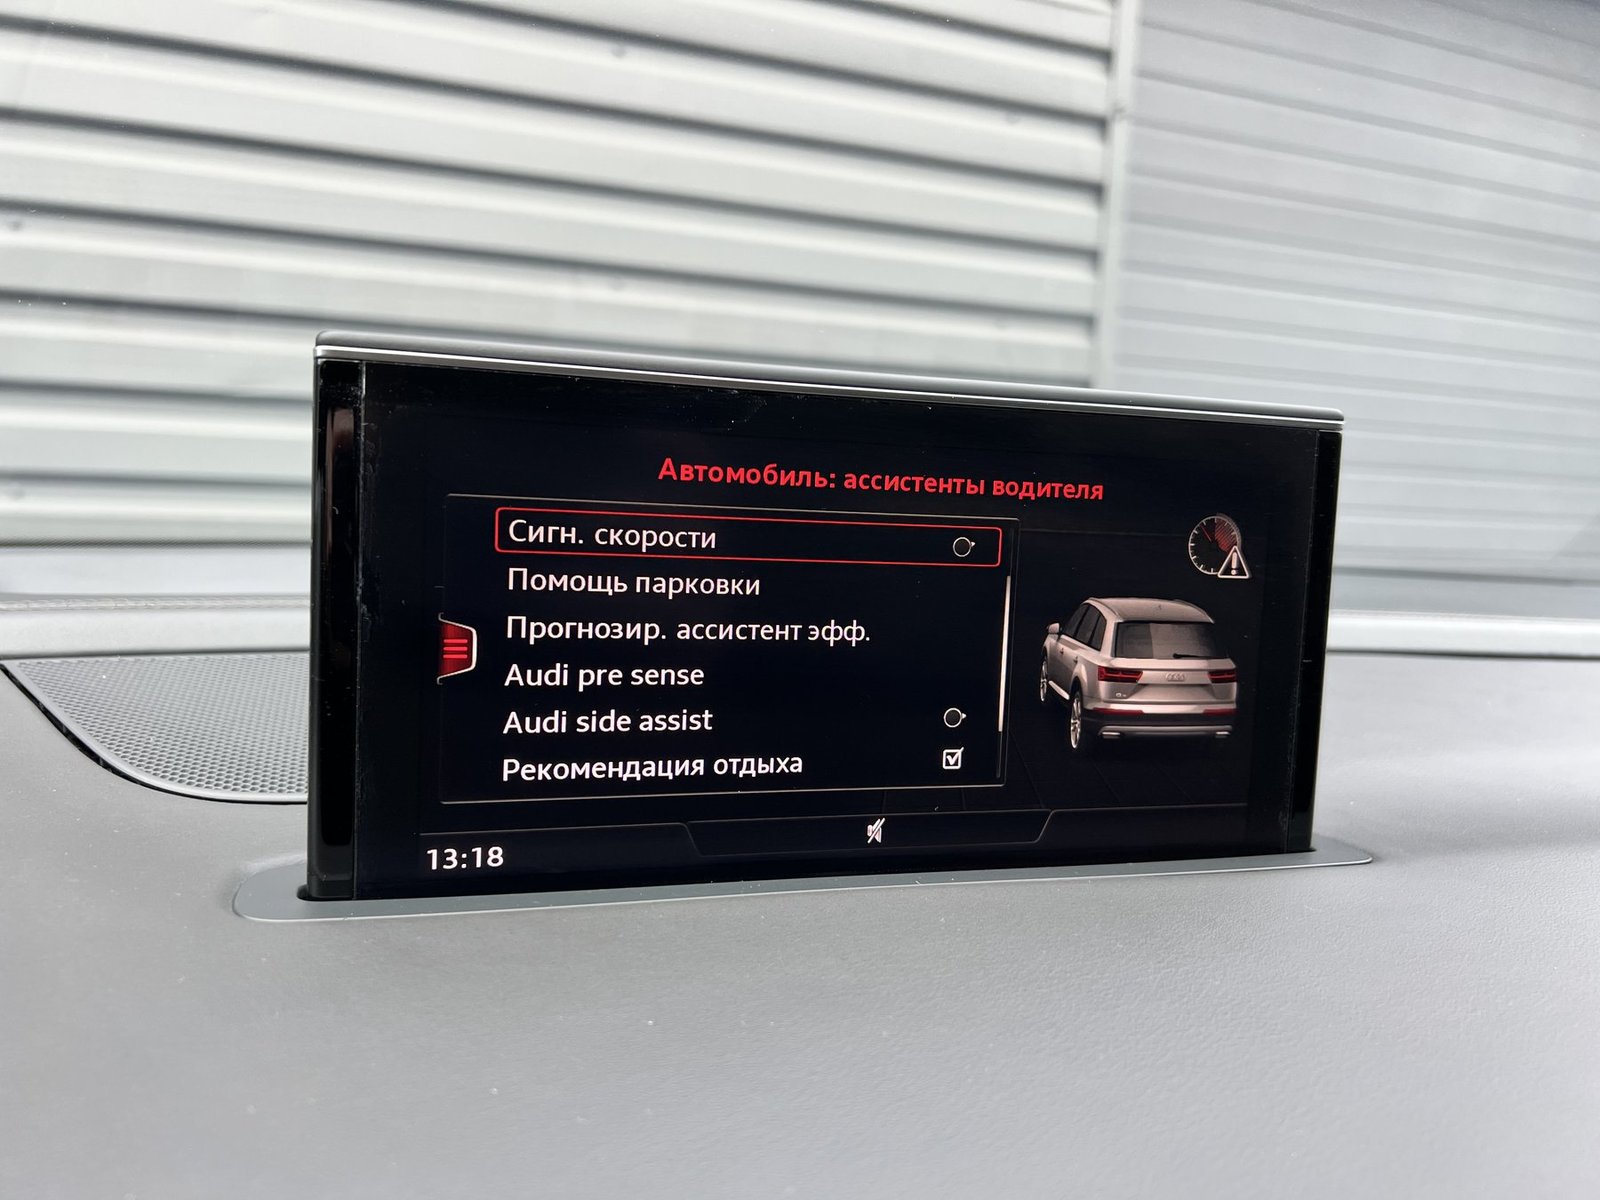 Автомобиль: ассистенты водителя
Сигн. скорости
Помощь парковки
Прогнозир. ассистент эфф.
Audi pre sense
Audi side assist
Рекомендация отдыха
13:18